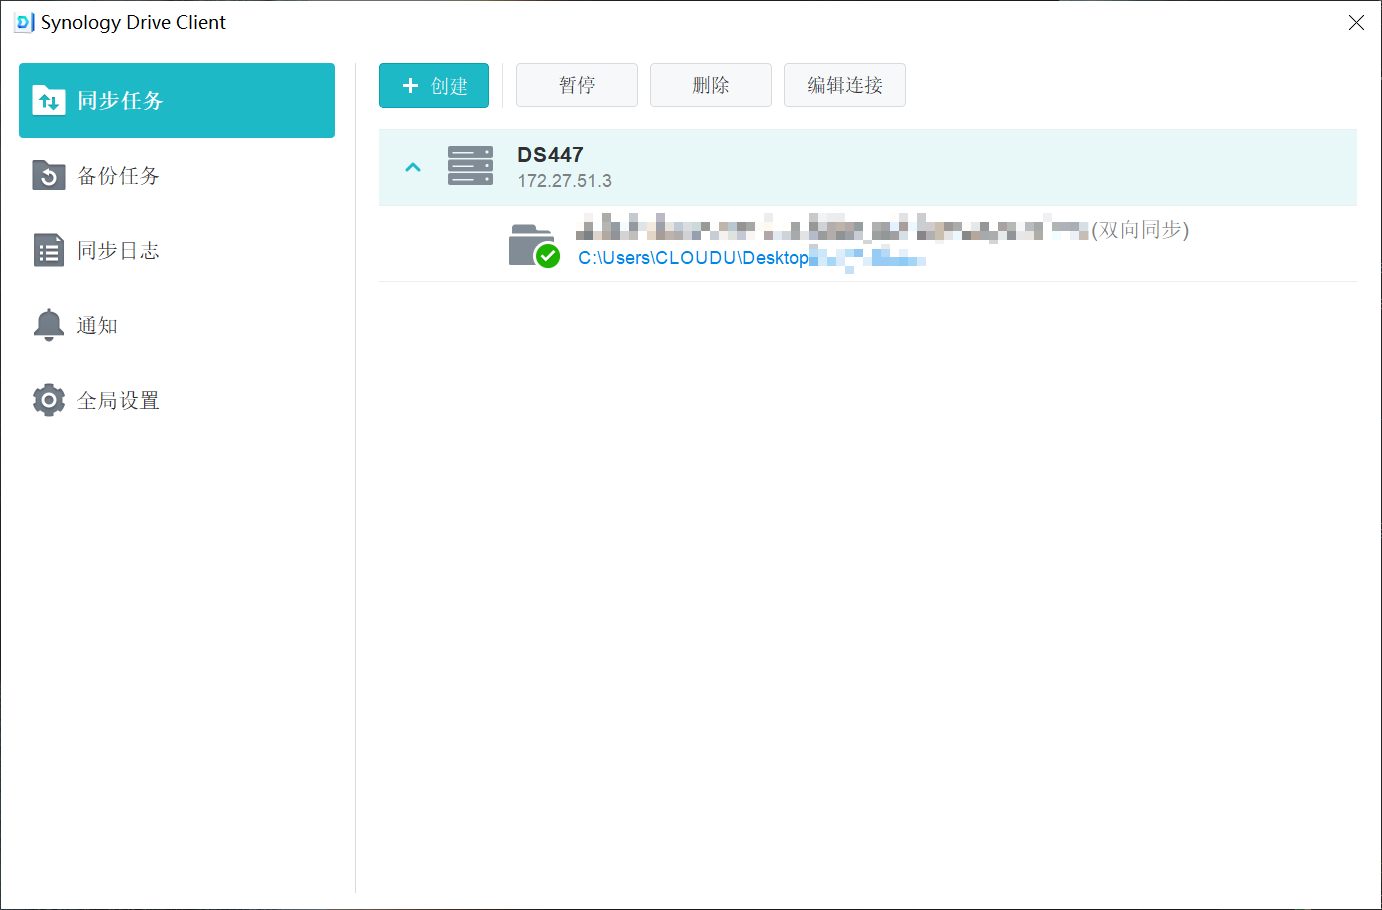 Synology Drive Client
同步任务
备份任务
同步日志
通知
全局设置
创建
暂停
删除
编辑连接
DS447
172.27.51.3
(双向同步)
C:\Users\CLOUDU\Desktop